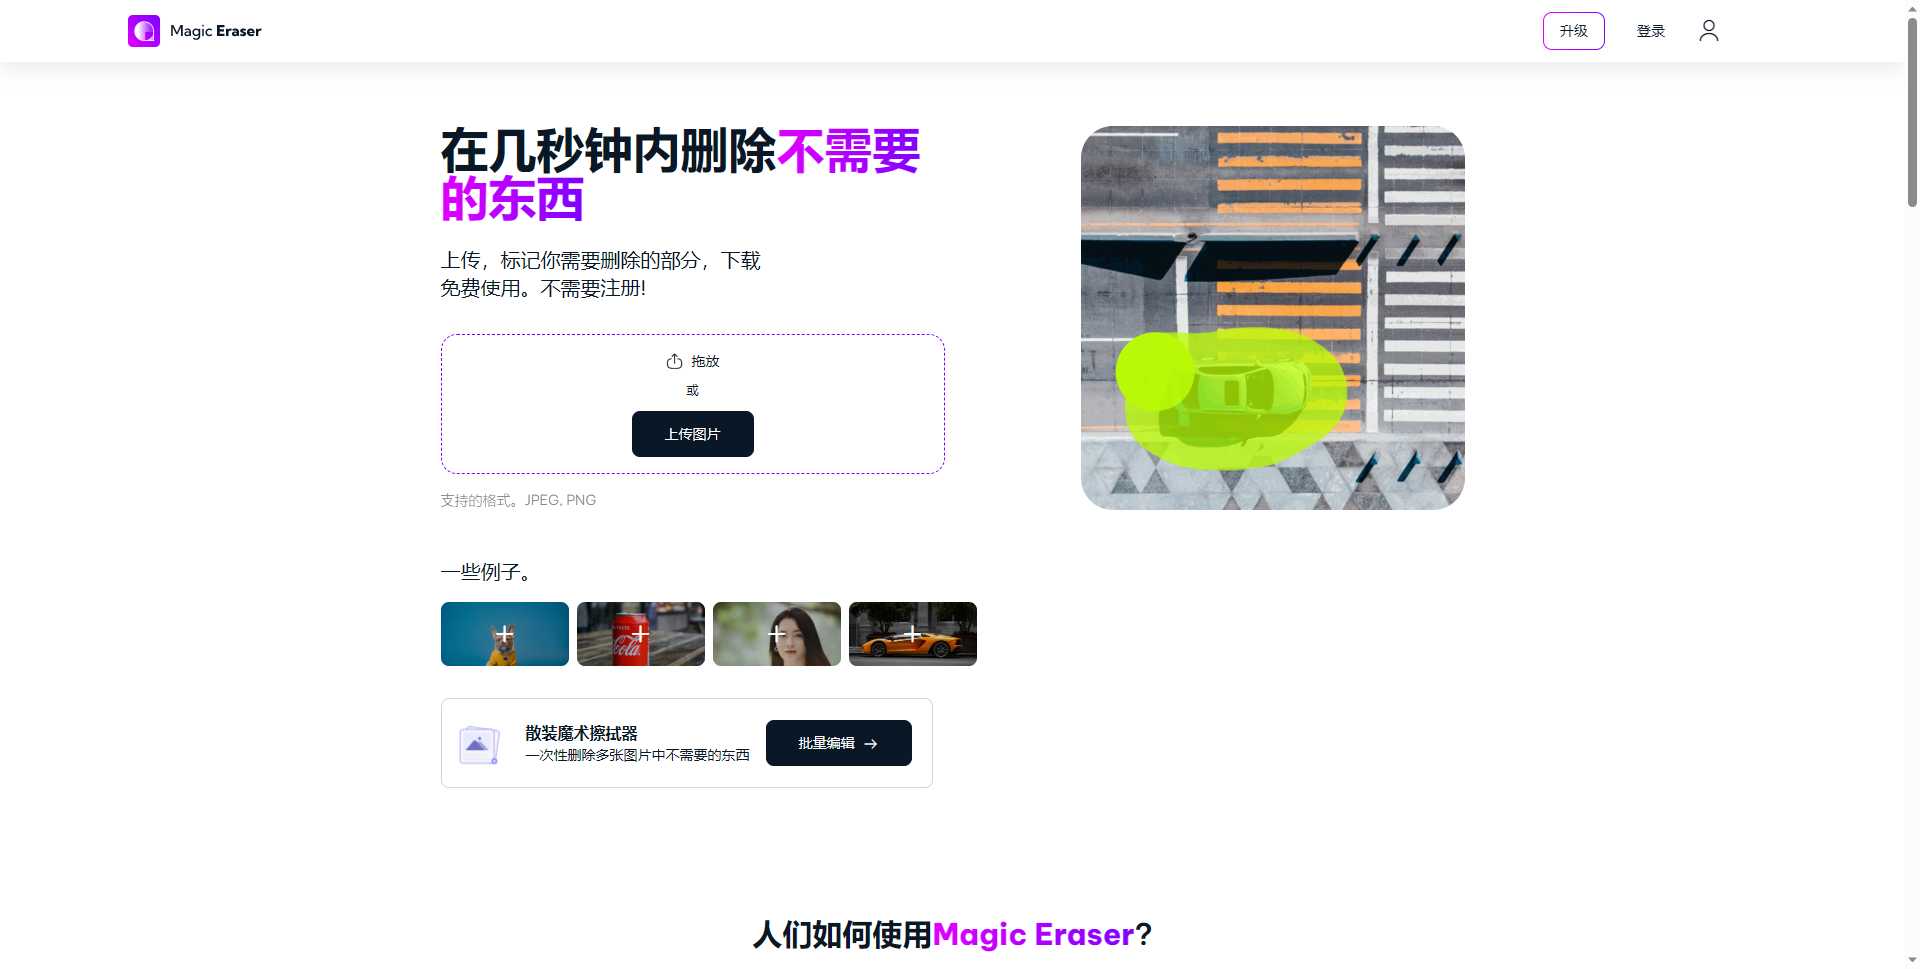 Magic Eraser
升级
登录
在几秒钟内删除不需要
的东西
上传，标记你需要删除的部分，下载
免费使用。不需要注册!
拖放
或
上传图片
支持的格式。JPEG, PNG
一些例子。
Cola
散装魔术擦拭器
一次性删除多张图片中不需要的东西
批量编辑
人们如何使用Magic Eraser?